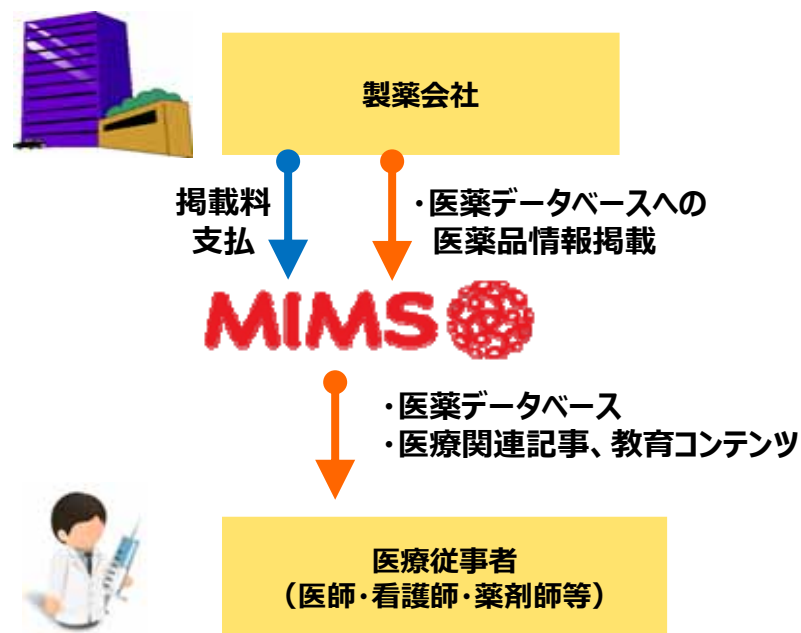 製薬会社
掲載料
支払
・医薬データベースへの
医薬品情報掲載
MIMS
・医薬データベース
・医療関連記事、教育コンテンツ
医療従事者
（医師・看護師・薬剤師等）